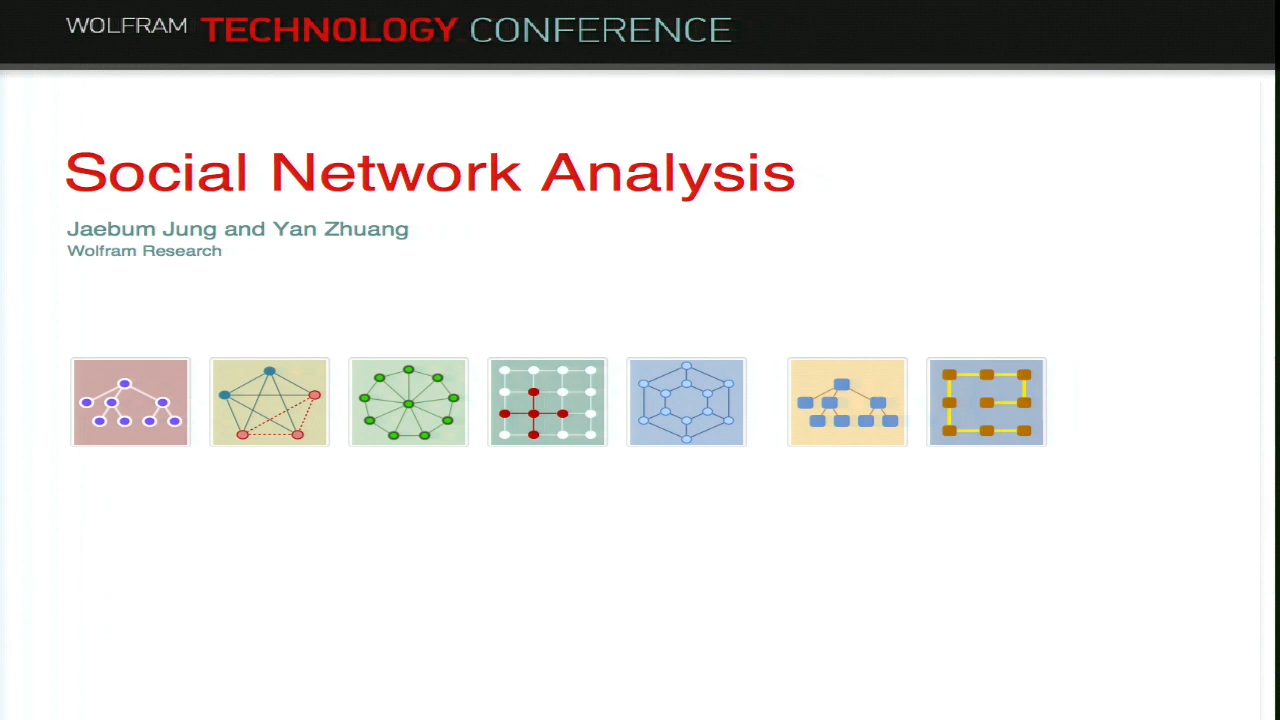 WOLFRAM TECHNOLOGY CONFERENCE
Social Network Analysis
Jaebum Jung and Yan Zhuang
Wolfram Research